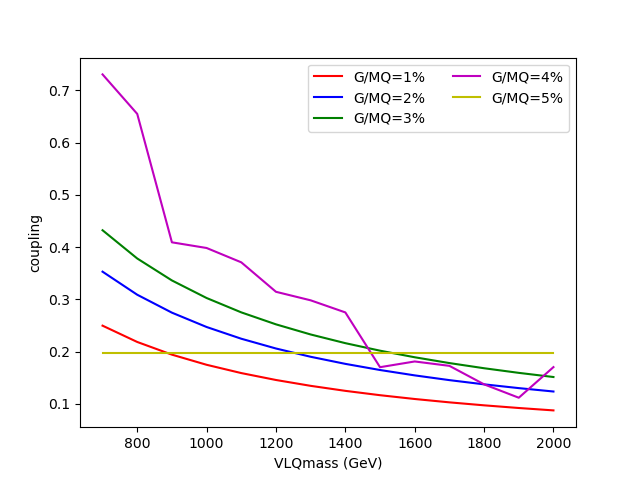 G/MQ=1%
G/MQ=2%
G/MQ=3%
G/MQ=4%
G/MQ=5%
coupling
0.7
0.6
0.5
0.4
0.3
0.2
0.1
800 1000 1200 1400 1600 1800 2000
VLQmass (GeV)